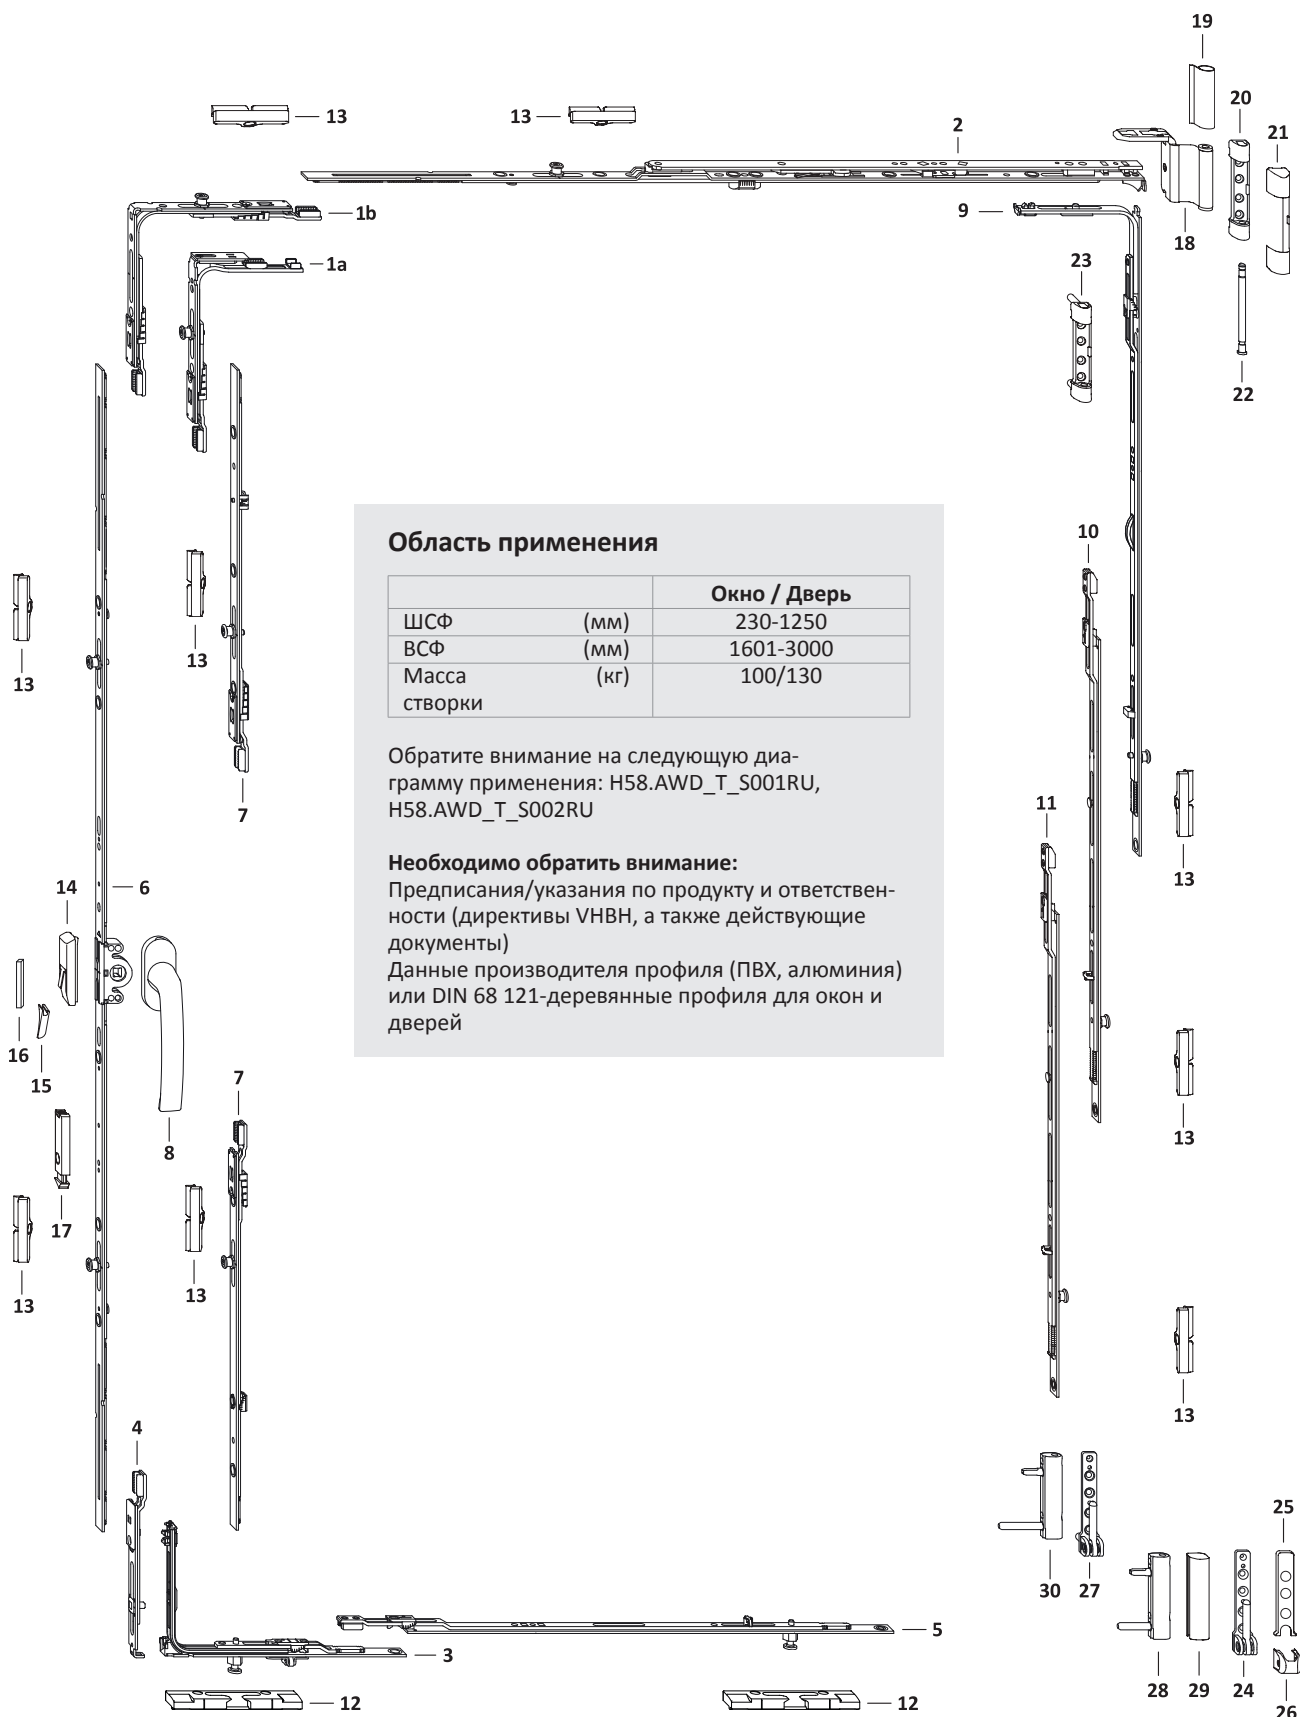 19
20
21
13
13
2
1b
9
18
1a
23
22
Область применения
Окно / Дверь
ШСФ (мм) 230-1250
ВСФ (мм) 1601-3000
Масса (кг) 100/130
створки
Обратите внимание на следующую диа-
грамму применения: H58.AWD_T_S001RU,
H58.AWD_T_S002RU
Необходимо обратить внимание:
Предписания/указания по продукту и ответствен-
ности (директивы VHBH, а также действующие
документы)
Данные производителя профиля (ПВХ, алюминия)
или DIN 68 121-деревянные профиля для окон и
дверей
10
13
13
7
11
13
14
6
16
15
7
8
13
17
13
13
13
4
25
30
27
5
3
28
29
24
26
12
12